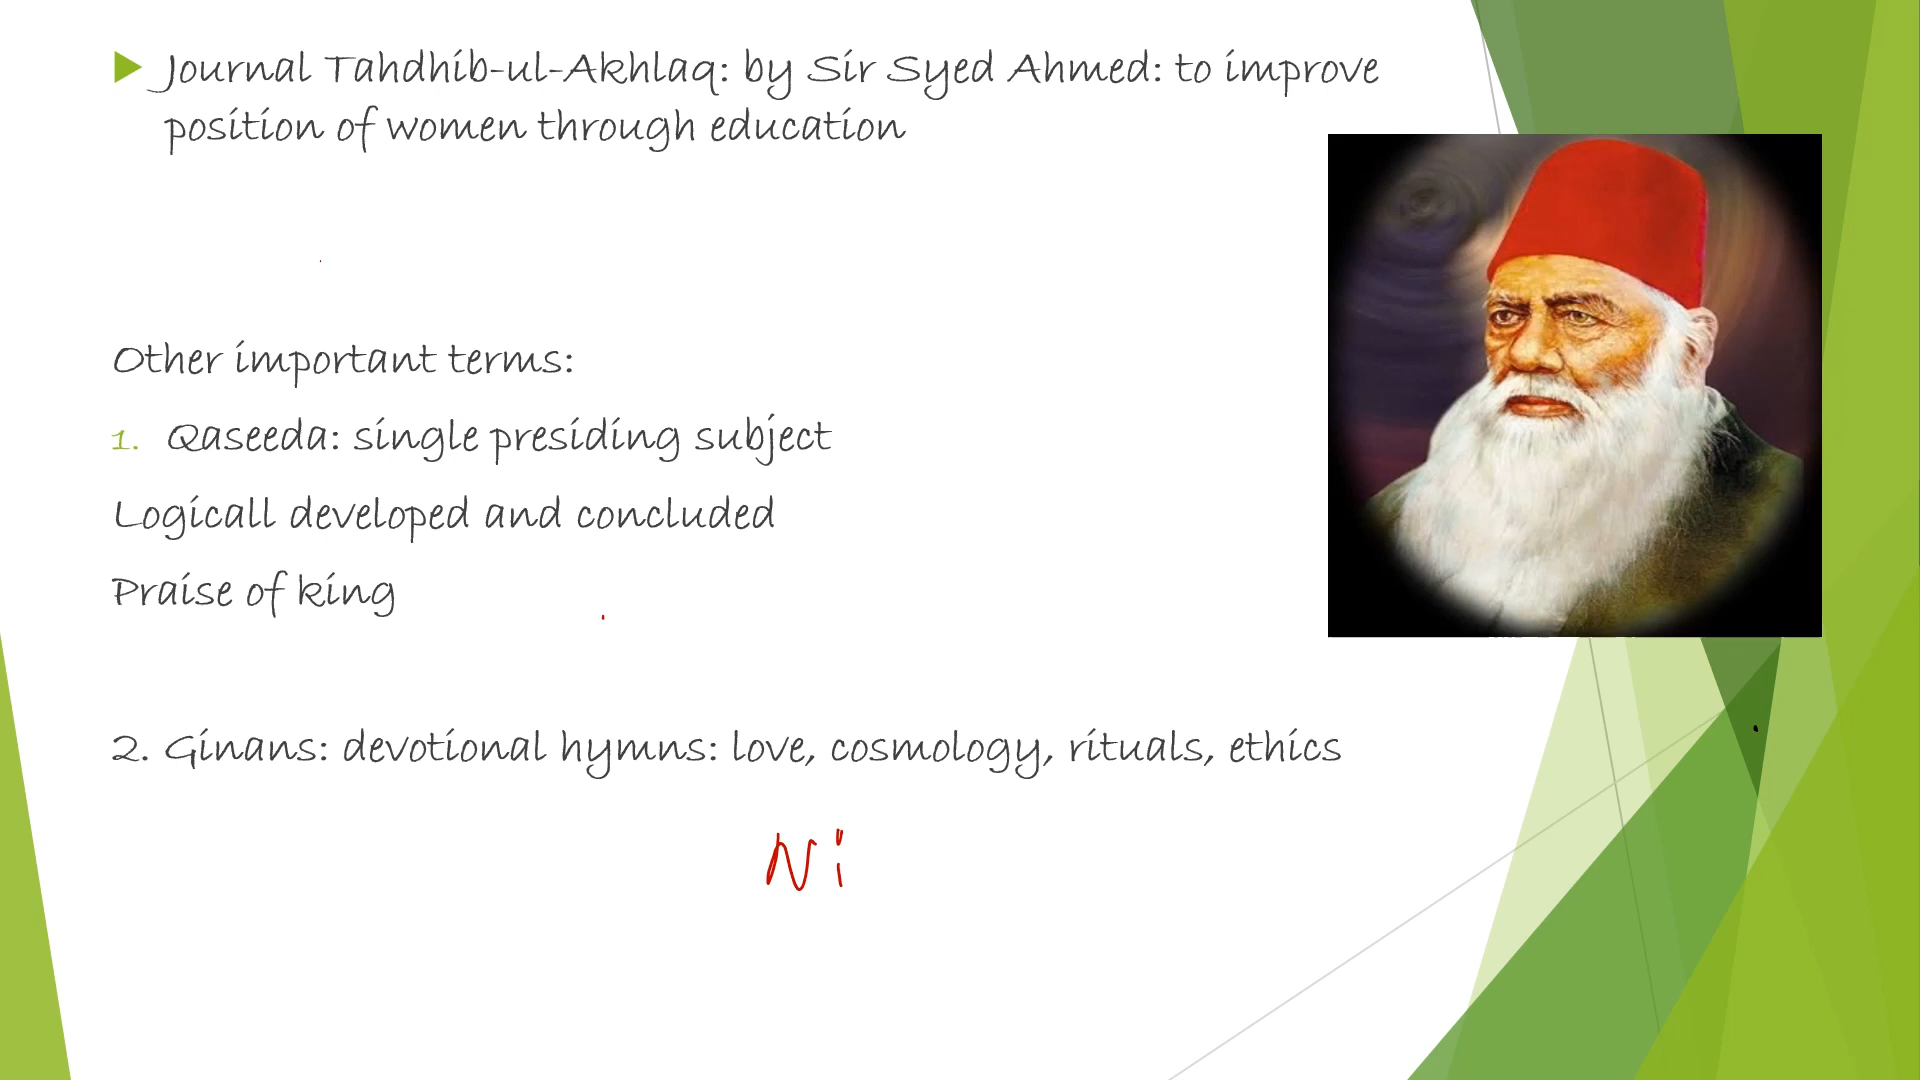 Journal Tahdhib-ul-Akhlaq: by Sir Syed Ahmed: to improve
position of women through education
Other important terms:
1. Qaseeda: single presiding subject
Logicall developed and concluded
Praise of king
2. Ginans: devotional hymns: love, cosmology, rituals, ethics
Ni